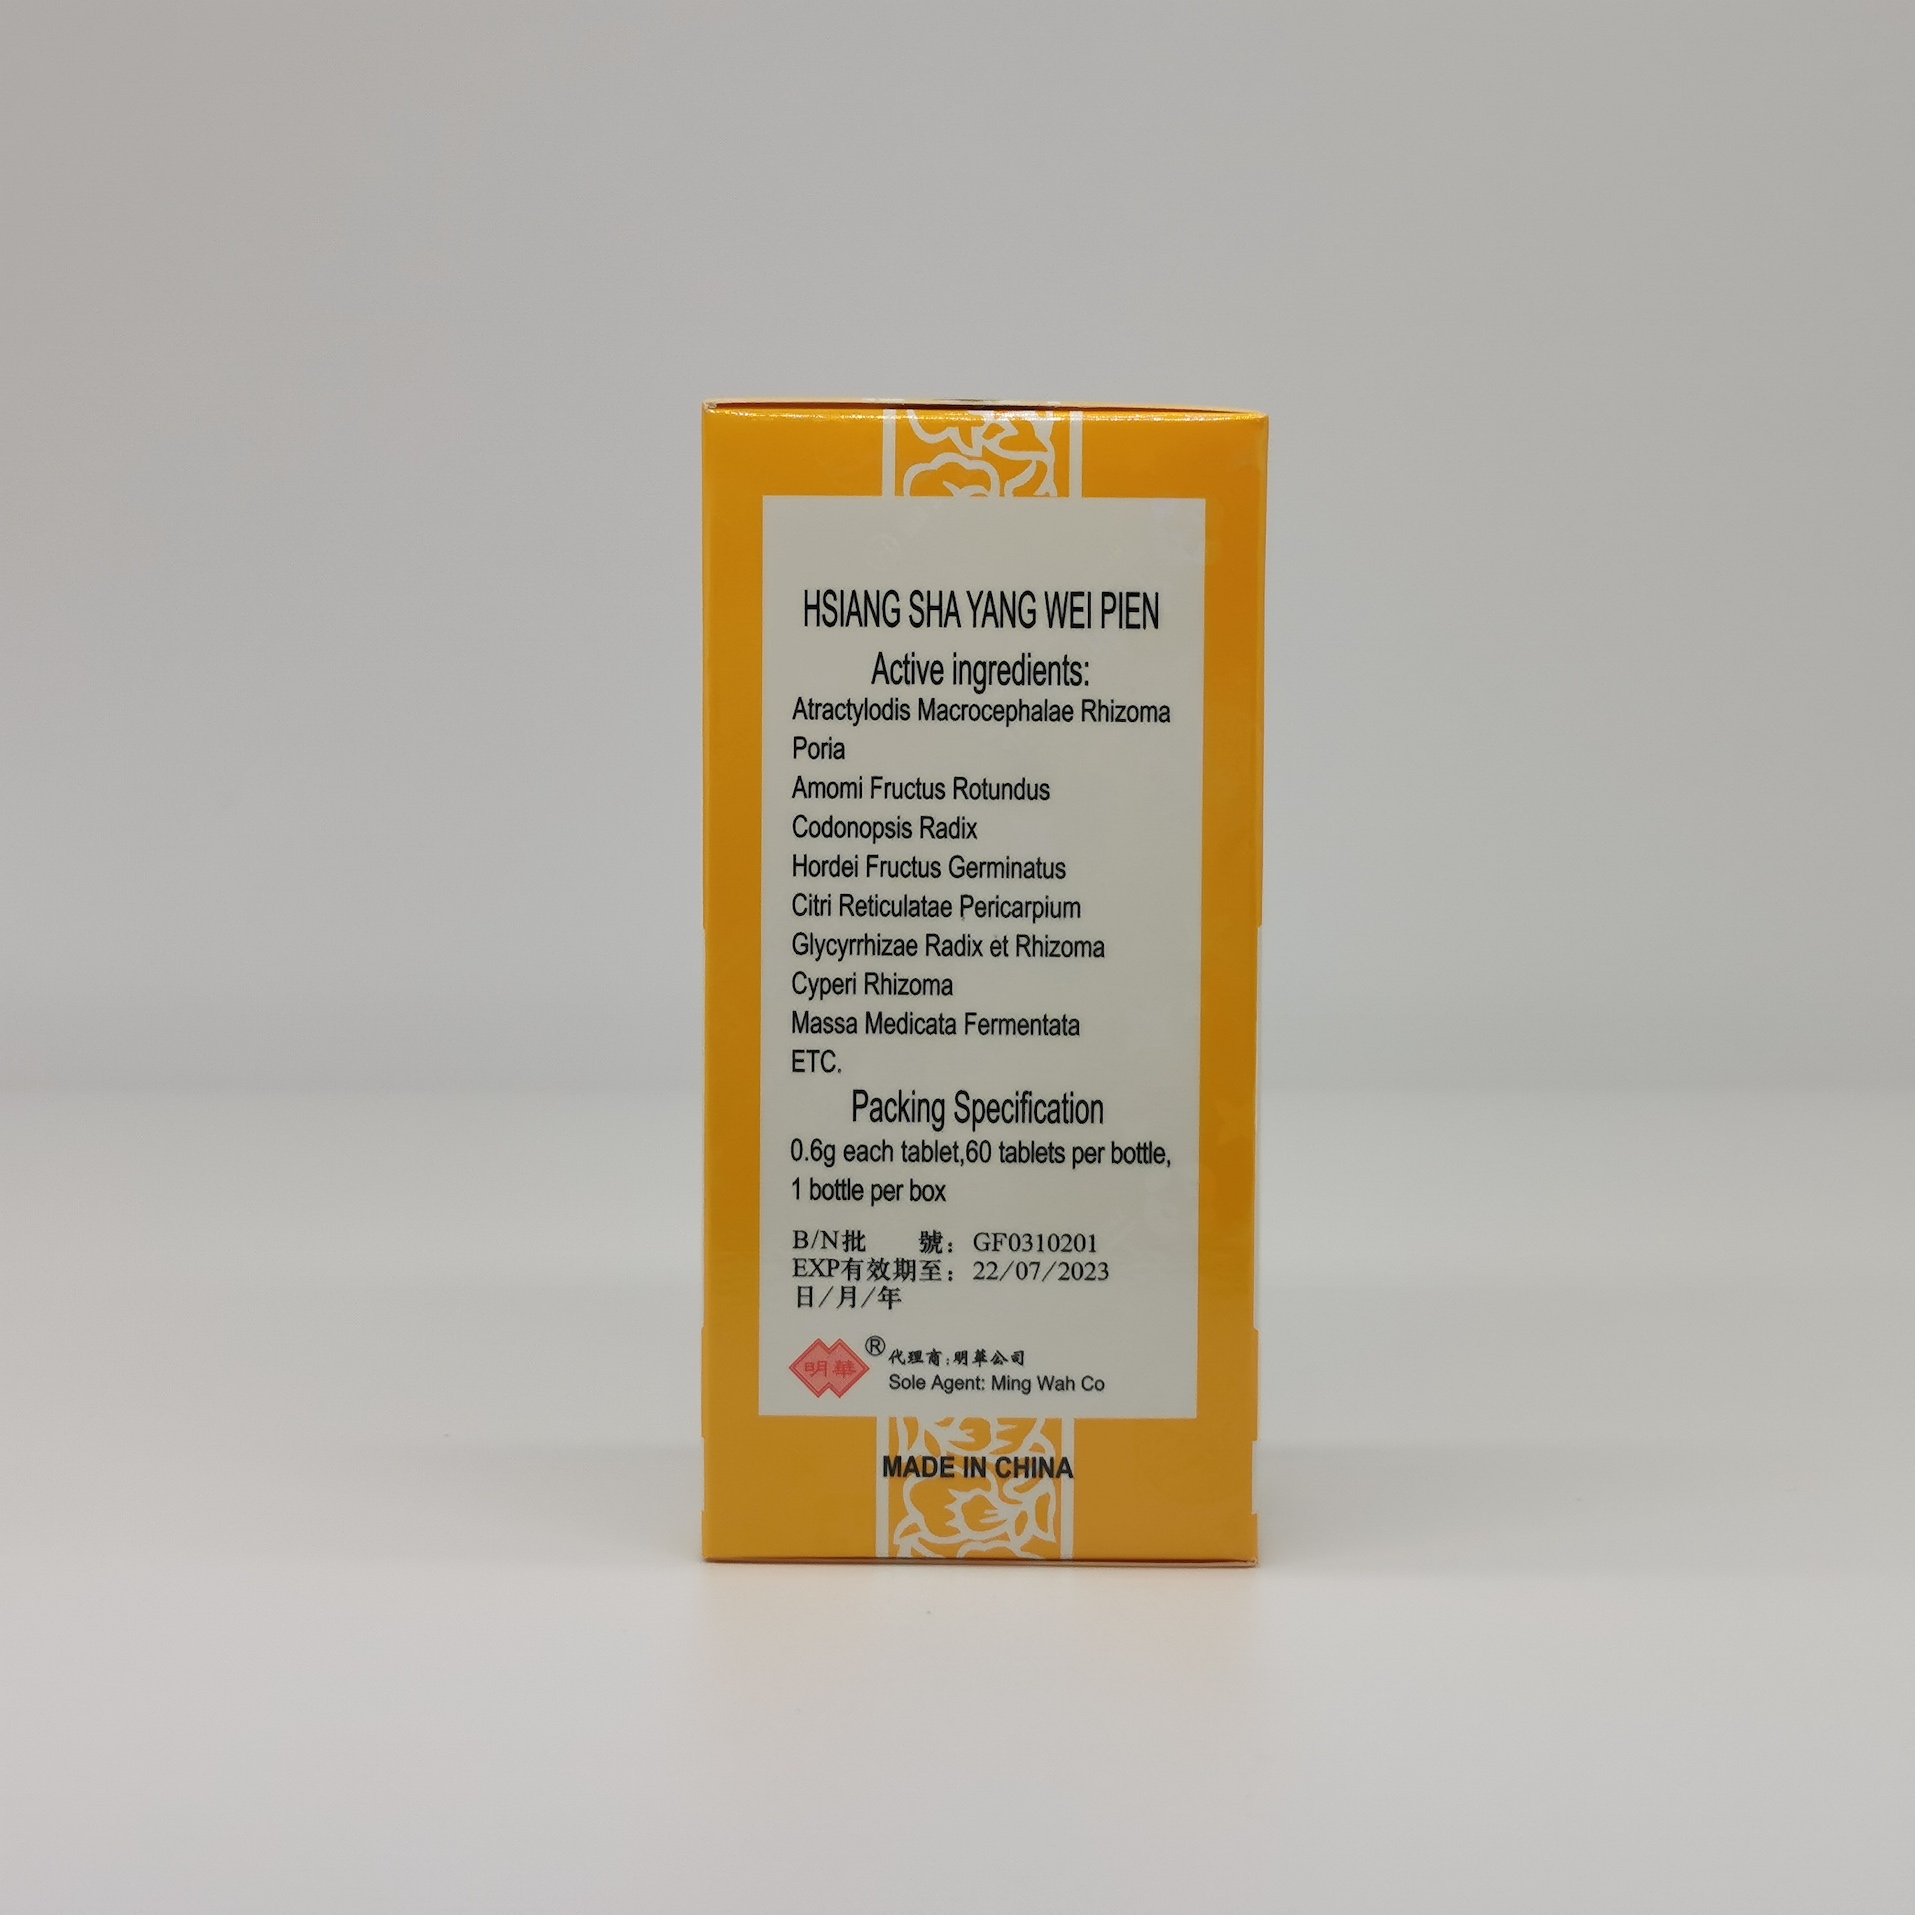 HSIANG SHA YANG WEI PIEN
Active ingredients:
Atractylodis Macrocephalae Rhizoma
Poria
Amomi Fructus Rotundus
Codonopsis Radix
Hordei Fructus Germinatus
Citri Reticulatae Pericarpium
Glycyrrhizae Radix et Rhizoma
Cyperi Rhizoma
Massa Medicata Fermentata
ETC.
Packing Specification
0.6g each tablet,60 tablets per bottle,
1 bottle per box
B/N批　　號：GF0310201
EXP有效期至：22/07/2023
日/月/年
明華 ® 代理商:明華公司
Sole Agent: Ming Wah Co
MADE IN CHINA